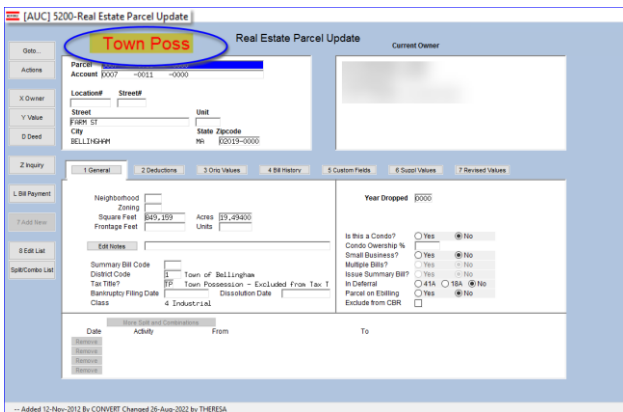 [AUC] 5200-Real Estate Parcel Update
Town Poss
Real Estate Parcel Update
Current Owner
Goto...
Actions
X Owner
Y Value
D Deed
Z Inquiry
L Bill Payment
7 Add New
8 Edit List
Split/Combo List
Parcel
Account 0007 -0011 -0000
Location# Street#
Street Unit
FARM ST
City State Zipcode
BELLINGHAM MA 02019-0000
1 General 2 Deductions 3 Orig Values 4 Bill History 5 Custom Fields 6 Suppl Values 7 Revised Values
Neighborhood
Zoning
Square Feet 849,159 Acres 19.49400
Frontage Feet Units
Edit Notes
Summary Bill Code
District Code 1 Town of Bellingham
Tax Title? TP Town Possession - Excluded from Tax T
Bankruptcy Filing Date Dissolution Date
Class 4 Industrial
Year Dropped 0000
Is this a Condo? Yes No
Condo Owership %
Small Business? Yes No
Multiple Bills? Yes No
Issue Summary Bill? Yes No
In Deferral 41A 18A No
Parcel on Ebilling Yes No
Exclude from CBR
More Split and Combinations
Date Activity From To
Remove
Remove
Remove
Remove
-- Added 12-Nov-2012 By CONVERT Changed 26-Aug-2022 by THERESA